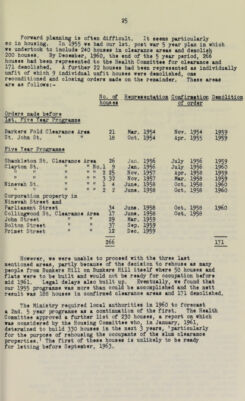 25
Forward planning is often difficult. It seems particularly
so in housing. In 1955 we had our 1st, post war 5 year plan in which
we undertook to include 240 houses in clearance areas and demolish
200 houses. By December, 1960, the end of the 5 year period, 266
houses had been represented to the Health Committee for clearance and
171 demolished. A further 22 houses had been represented as individually
unfit of which 9 individual unfit houses were demolished, one
reconditioned and closing orders made on the remainder. These areas
are as follows:-
No. of Representation Confirmation Demolition
houses of order
Orders made before
1st. Five Year Programme
Barkers Fold Clearance Area 21 Mar. 1954 Nov. 1954 1959
St. John St. " " 18 Oct. 1954 Apr. 1955 1959
Five Year Programme
Shankleton St. Clearance Area 26 Jan. 1956 July 1956 1959
Clayton St. " " No.1 9 Jan. 1956 July 1956 1960
" " " " 2 25 Nov. 1957 Apr. 1958 1959
" " " " 3 37 Nov. 1957 Mar. 1958 1959
Ninevah St. " " 1 4 June. 1958 Oct. 1958 1960
" " " " 2 2 June. 1958 Oct. 1958 1960
Corporation property in
Ninevah Street and
Parliament Street 34 June. 1958 Oct. 1958 1960
Collingwood St. Clearance Area 17 June. 1958 Oct. 1958
John Street " 29 Mar. 1959
Bolton Street " 37 Sep. 1959
Priest Street " 12 Dec. 1959
266 171
However, we were unable to proceed with the three last
mentioned areas, partly because of the decision to rehouse as many
people from Bunkers Hill on Bunkers Hill itself where 50 houses and
flats were to be built and would not be ready for occupation before
mid 1961. Legal delays also built up. Eventually, we found that
our 1955 programme was more than could be accomplished and the nett
result was 188 houses in confirmed clearance areas and 171 demolished.
The Ministry required local authorities in 1960 to forecast
a 2nd. 5 year programme as a continuation of the first. The Health
Committee approved a further list of 230 houses, a report on which
was considered by the Housing Committee who, in January, 1961,
determined to build 330 houses in the next 3 years, "particularly
for the purpose of rehousing the occupants of the slum clearance
properties." The first of these houses is unlikely to be ready
for letting before September, 1963.